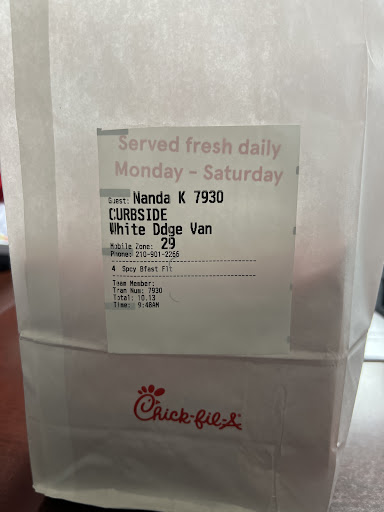 Served fresh daily
Monday - Saturday
Guest: Nanda K 7930
CURBSIDE
White Ddge Van
Mobile Zone: 29
Phone: 210-901-2266
4 Spcy Bfast Flt
Team Member:
Tran Num: 7930
Total: 10.13
Time: 9:48AM
Chick-fil-A